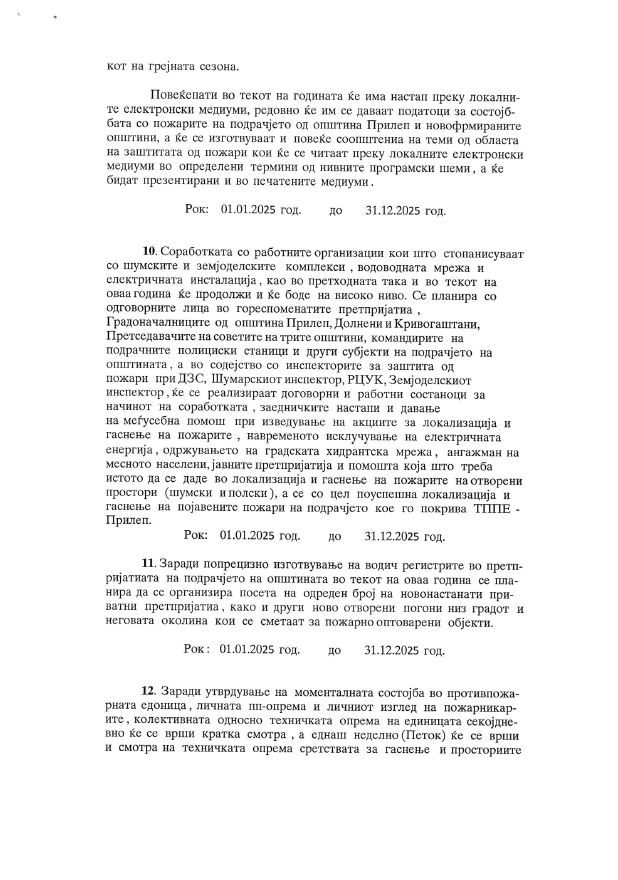 кот на грејната сезона.
Повеќепати во текот на годината ќе има настап преку локални-
те електронски медиуми, редовно ќе им се даваат податоци за состојб-
бата со пожарите на подрачјето од општина Прилеп и новофрмираните
општини, а ќе се изготвуваат и повеќе соопштениа на теми од областа
на заштитата од пожари кои ќе се читаат преку локалните електронски
медиуми во определени термини од нивните програмски шеми, а ќе
бидат презентирани и во печатените медиуми.
Рок: 01.01.2025 год. до 31.12.2025 год.
10. Соработката со работните организации кои што стопанисуваат
со шумските и земјоделските комплекси, водоводната мрежа и
електричната инсталација, као во претходната така и во текот на
оваа година ќе продолжи и ќе боде на високо ниво. Се планира со
одговорните лица во гореспоменатите претпријатиа,
Градоначалниците од општина Прилеп, Долнени и Кривогаштани,
Претседавачите на советите на трите општини, командирите на
подрачните полициски станици и други субјекти на подрачјето на
општината, а во содејство со инспекторите за заштита од
пожари при ДЗС, Шумарскиот инспектор, РЦУК, Земјоделскиот
инспектор, ќе се реализираат договорни и работни состаноци за
начинот на соработката, заедничките настапи и давање
на меѓусебна помош при изведување на акциите за локализација и
гаснење на пожарите, навременото исклучување на електричната
енергија, одржувањето на градската хидрантска мрежа, ангажман на
месното населени, јавните претпријатија и помошта која што треба
истото да се даде во локализација и гаснење на пожарите на отворени
простори (шумски и полски), а се со цел поуспешна локализација и
гаснење на појавените пожари на подрачјето кое го покрива ТППЕ -
Прилеп.
Рок: 01.01.2025 год. до 31.12.2025 год.
11. Заради попрецизно изготвување на водич регистрите во претп-
ријатиата на подрачјето на општината во текот на оваа година се пла-
нира да се организира посета на одреден број на новонастанати при-
ватни претпријатиа, како и други ново отворени погони низ градот и
неговата околина кои се сметаат за пожарно оптоварени објекти.
Рок: 01.01.2025 год. до 31.12.2025 год.
12. Заради утврдување на моменталната состојба во противпожа-
рната едоница, личната пп-опрема и личниот изглед на пожарникар-
ите, колективната односно техничката опрема на единицата секојдне-
вно ќе се врши кратка смотра, а еднаш неделно (Петок) ќе се врши
и смотра на техничката опрема сретствата за гаснење и просториите